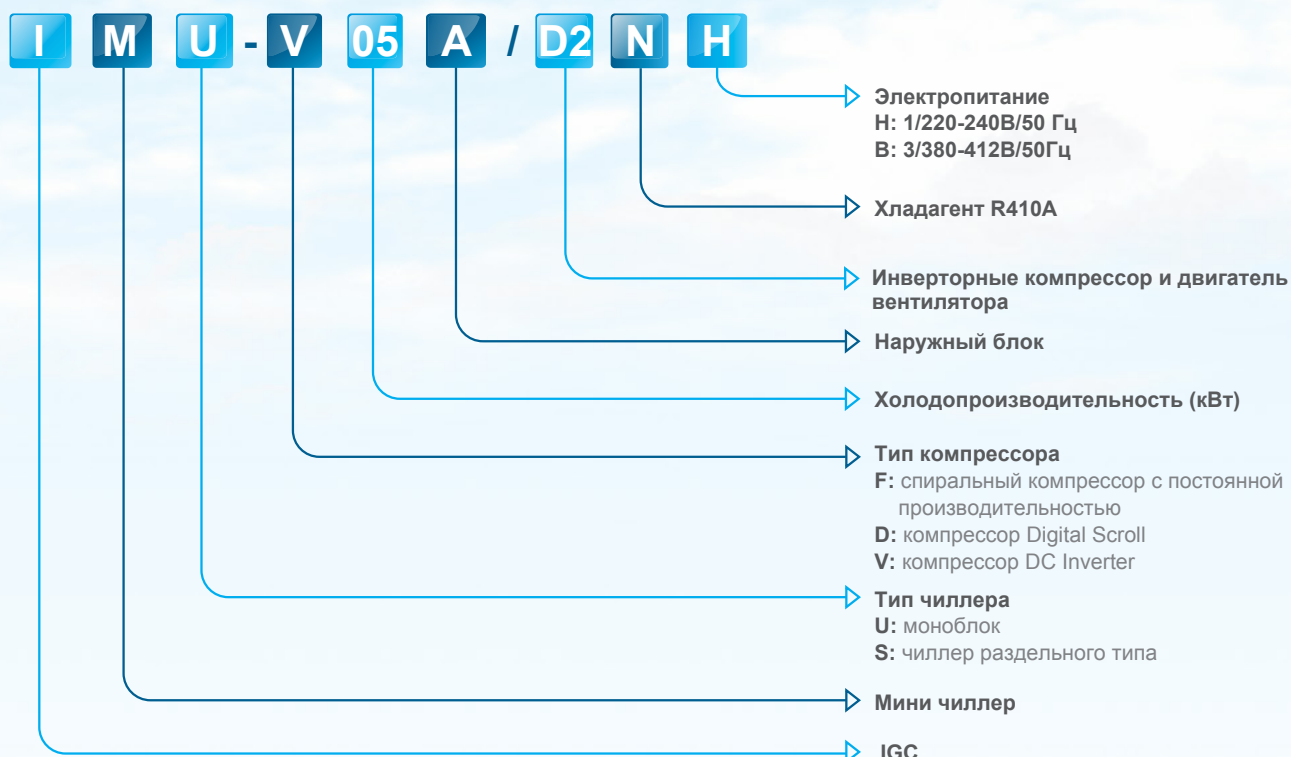 I M U - V 05 A / D2 N H
Электропитание
H: 1/220-240В/50 Гц
B: 3/380-412В/50Гц
Хладагент R410A
Инверторные компрессор и двигатель
вентилятора
Наружный блок
Холодопроизводительность (кВт)
Тип компрессора
F: спиральный компрессор с постоянной
производительностью
D: компрессор Digital Scroll
V: компрессор DC Inverter
Тип чиллера
U: моноблок
S: чиллер раздельного типа
Мини чиллер
IGC